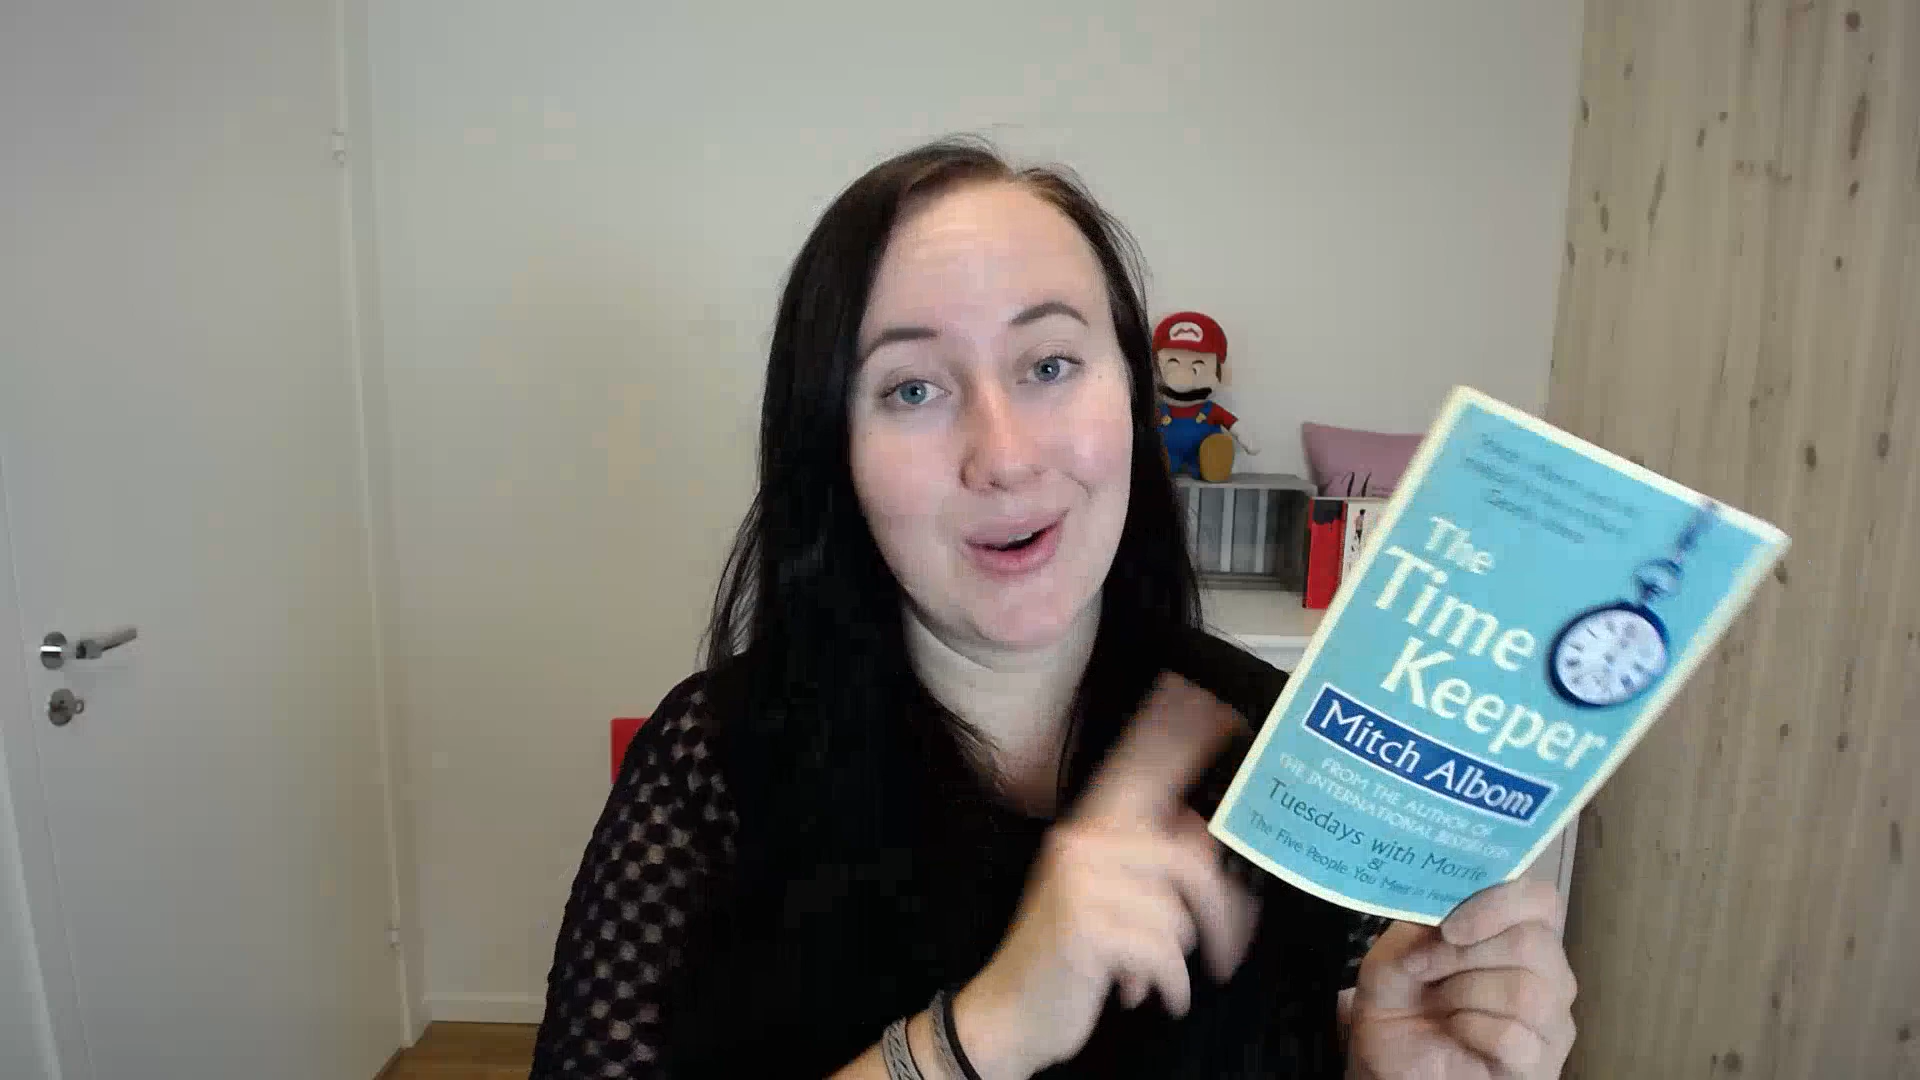 The
Time
Keeper
Mitch Albom
FROM THE AUTHOR OF
THE INTERNATIONAL BESTSELLERS
Tuesdays with Morrie
&
The Five People You Meet in
M